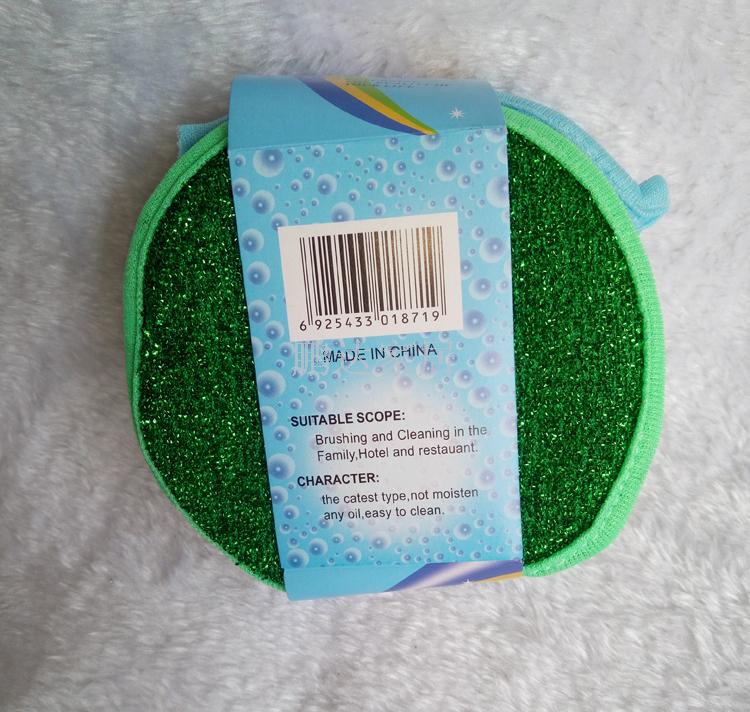 6 925433 018719
MADE IN CHINA
SUITABLE SCOPE:
Brushing and Cleaning in the
Family,Hotel and restauant.
CHARACTER:
the catest type,not moisten
any oil,easy to clean.